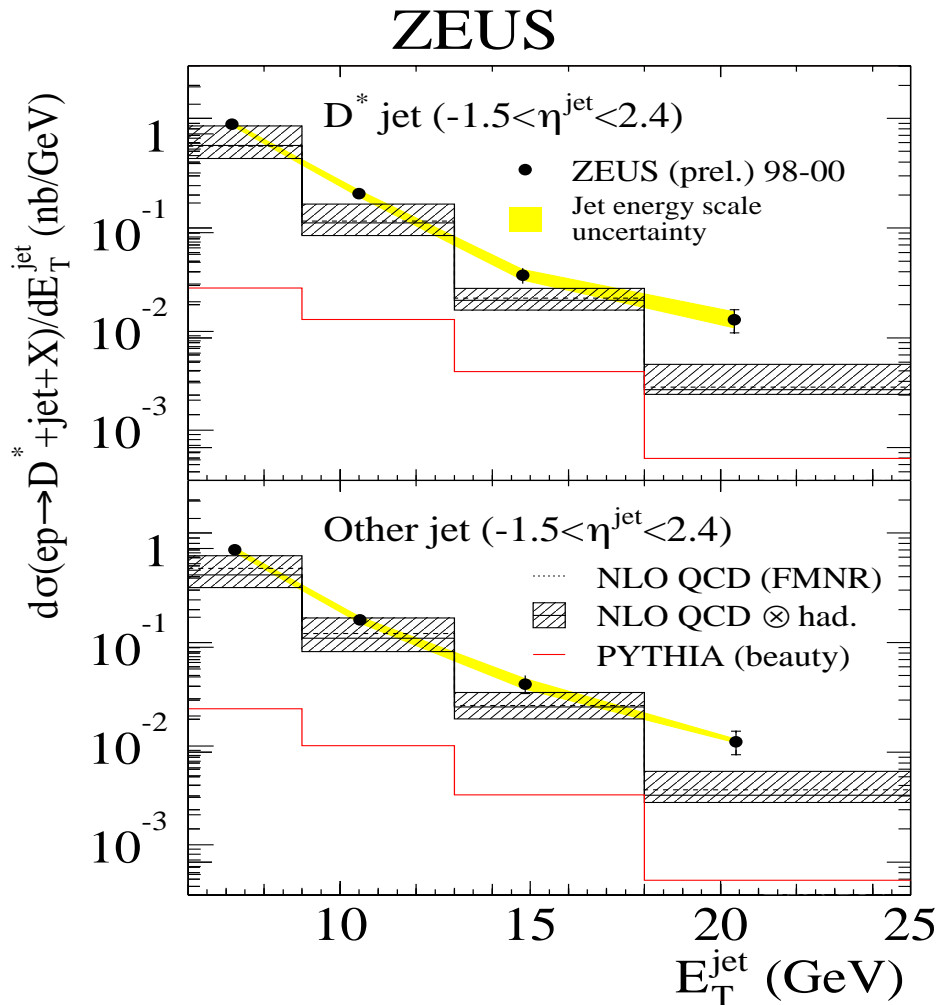 ZEUS
dσ(ep→D*+jet+X)/dE_T^jet (nb/GeV)
D* jet (-1.5<η^jet<2.4)
ZEUS (prel.) 98-00
Jet energy scale
uncertainty
1
10^-1
10^-2
10^-3
Other jet (-1.5<η^jet<2.4)
NLO QCD (FMNR)
NLO QCD ⊗ had.
PYTHIA (beauty)
1
10^-1
10^-2
10^-3
10 15 20 25
E_T^jet (GeV)